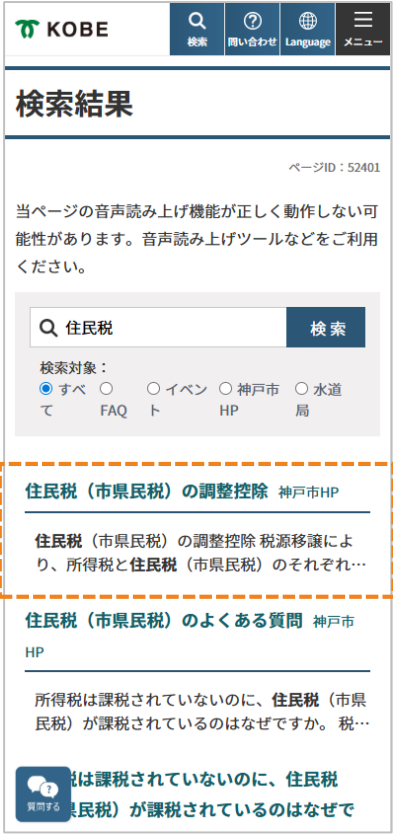 KOBE
検索
問い合わせ
Language
メニュー
検索結果
ページID：52401
当ページの音声読み上げ機能が正しく動作しない可
能性があります。音声読み上げツールなどをご利用
ください。
住民税
検索
検索対象：
すべて
FAQ
イベント
神戸市HP
水道局
住民税（市県民税）の調整控除 神戸市HP
住民税（市県民税）の調整控除 税源移譲によ
り、所得税と住民税（市県民税）のそれぞれ…
住民税（市県民税）のよくある質問 神戸市
HP
所得税は課税されていないのに、住民税（市県
民税）が課税されているのはなぜですか。 税…
税は課税されていないのに、住民税
県民税）が課税されているのはなぜで
質問する